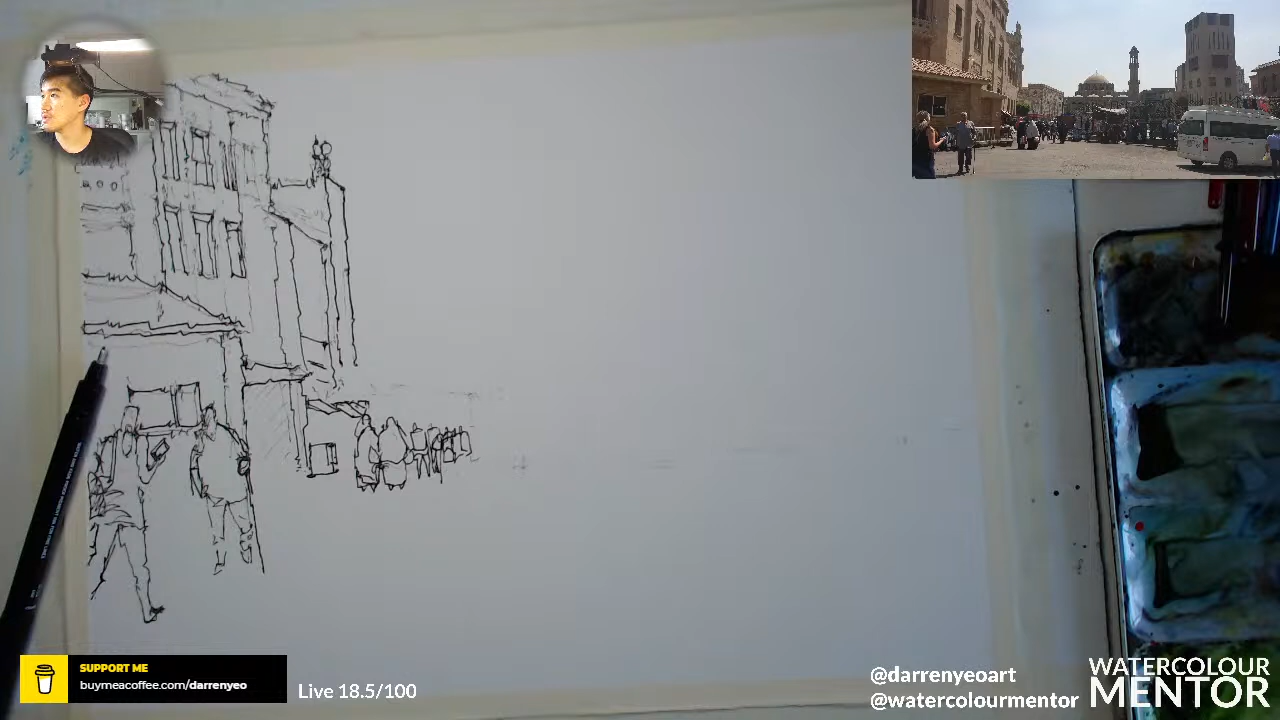 SUPPORT ME
buymeacoffee.com/darrenyeo
Live 18.5/100
@darrenyeoart
@watercolourmentor
WATERCOLOUR
MENTOR